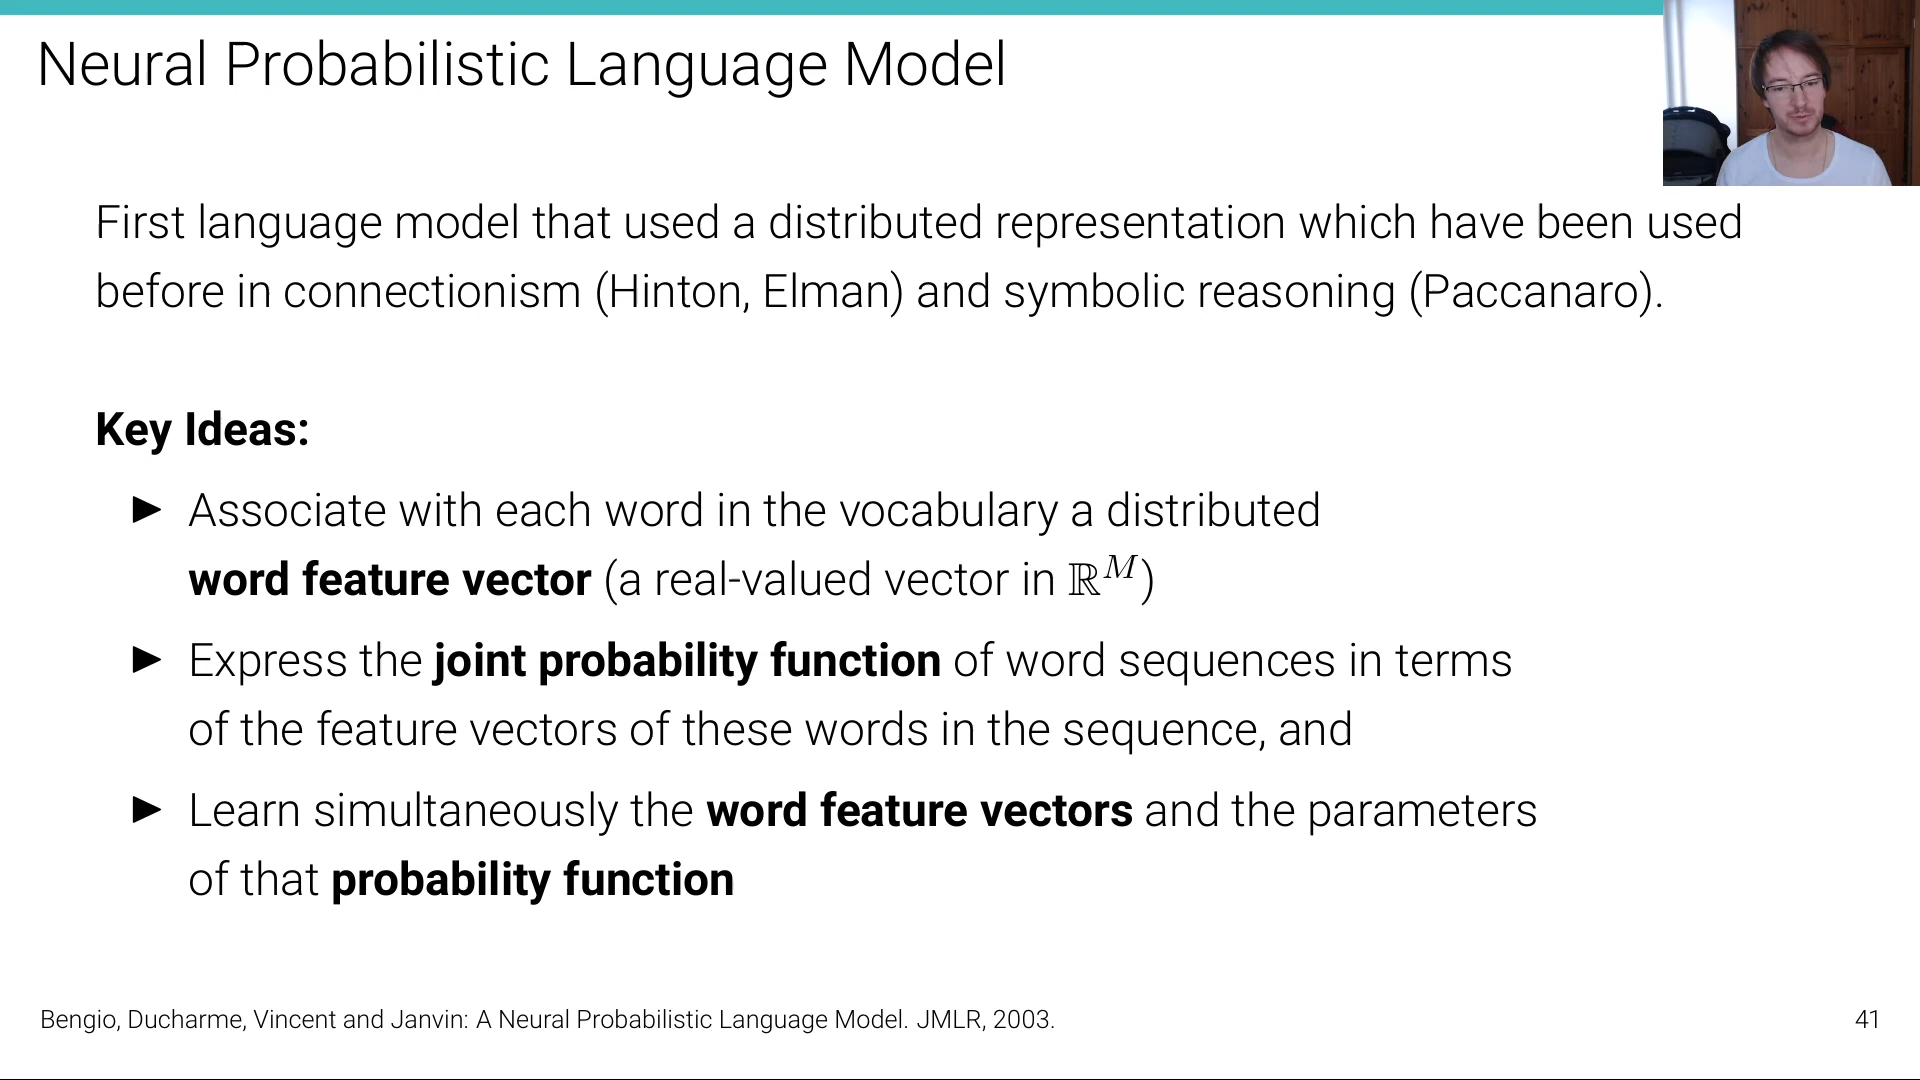 Neural Probabilistic Language Model
First language model that used a distributed representation which have been used
before in connectionism (Hinton, Elman) and symbolic reasoning (Paccanaro).
Key Ideas:
► Associate with each word in the vocabulary a distributed
word feature vector (a real-valued vector in ℝ^M)
► Express the joint probability function of word sequences in terms
of the feature vectors of these words in the sequence, and
► Learn simultaneously the word feature vectors and the parameters
of that probability function
Bengio, Ducharme, Vincent and Janvin: A Neural Probabilistic Language Model. JMLR, 2003.
41